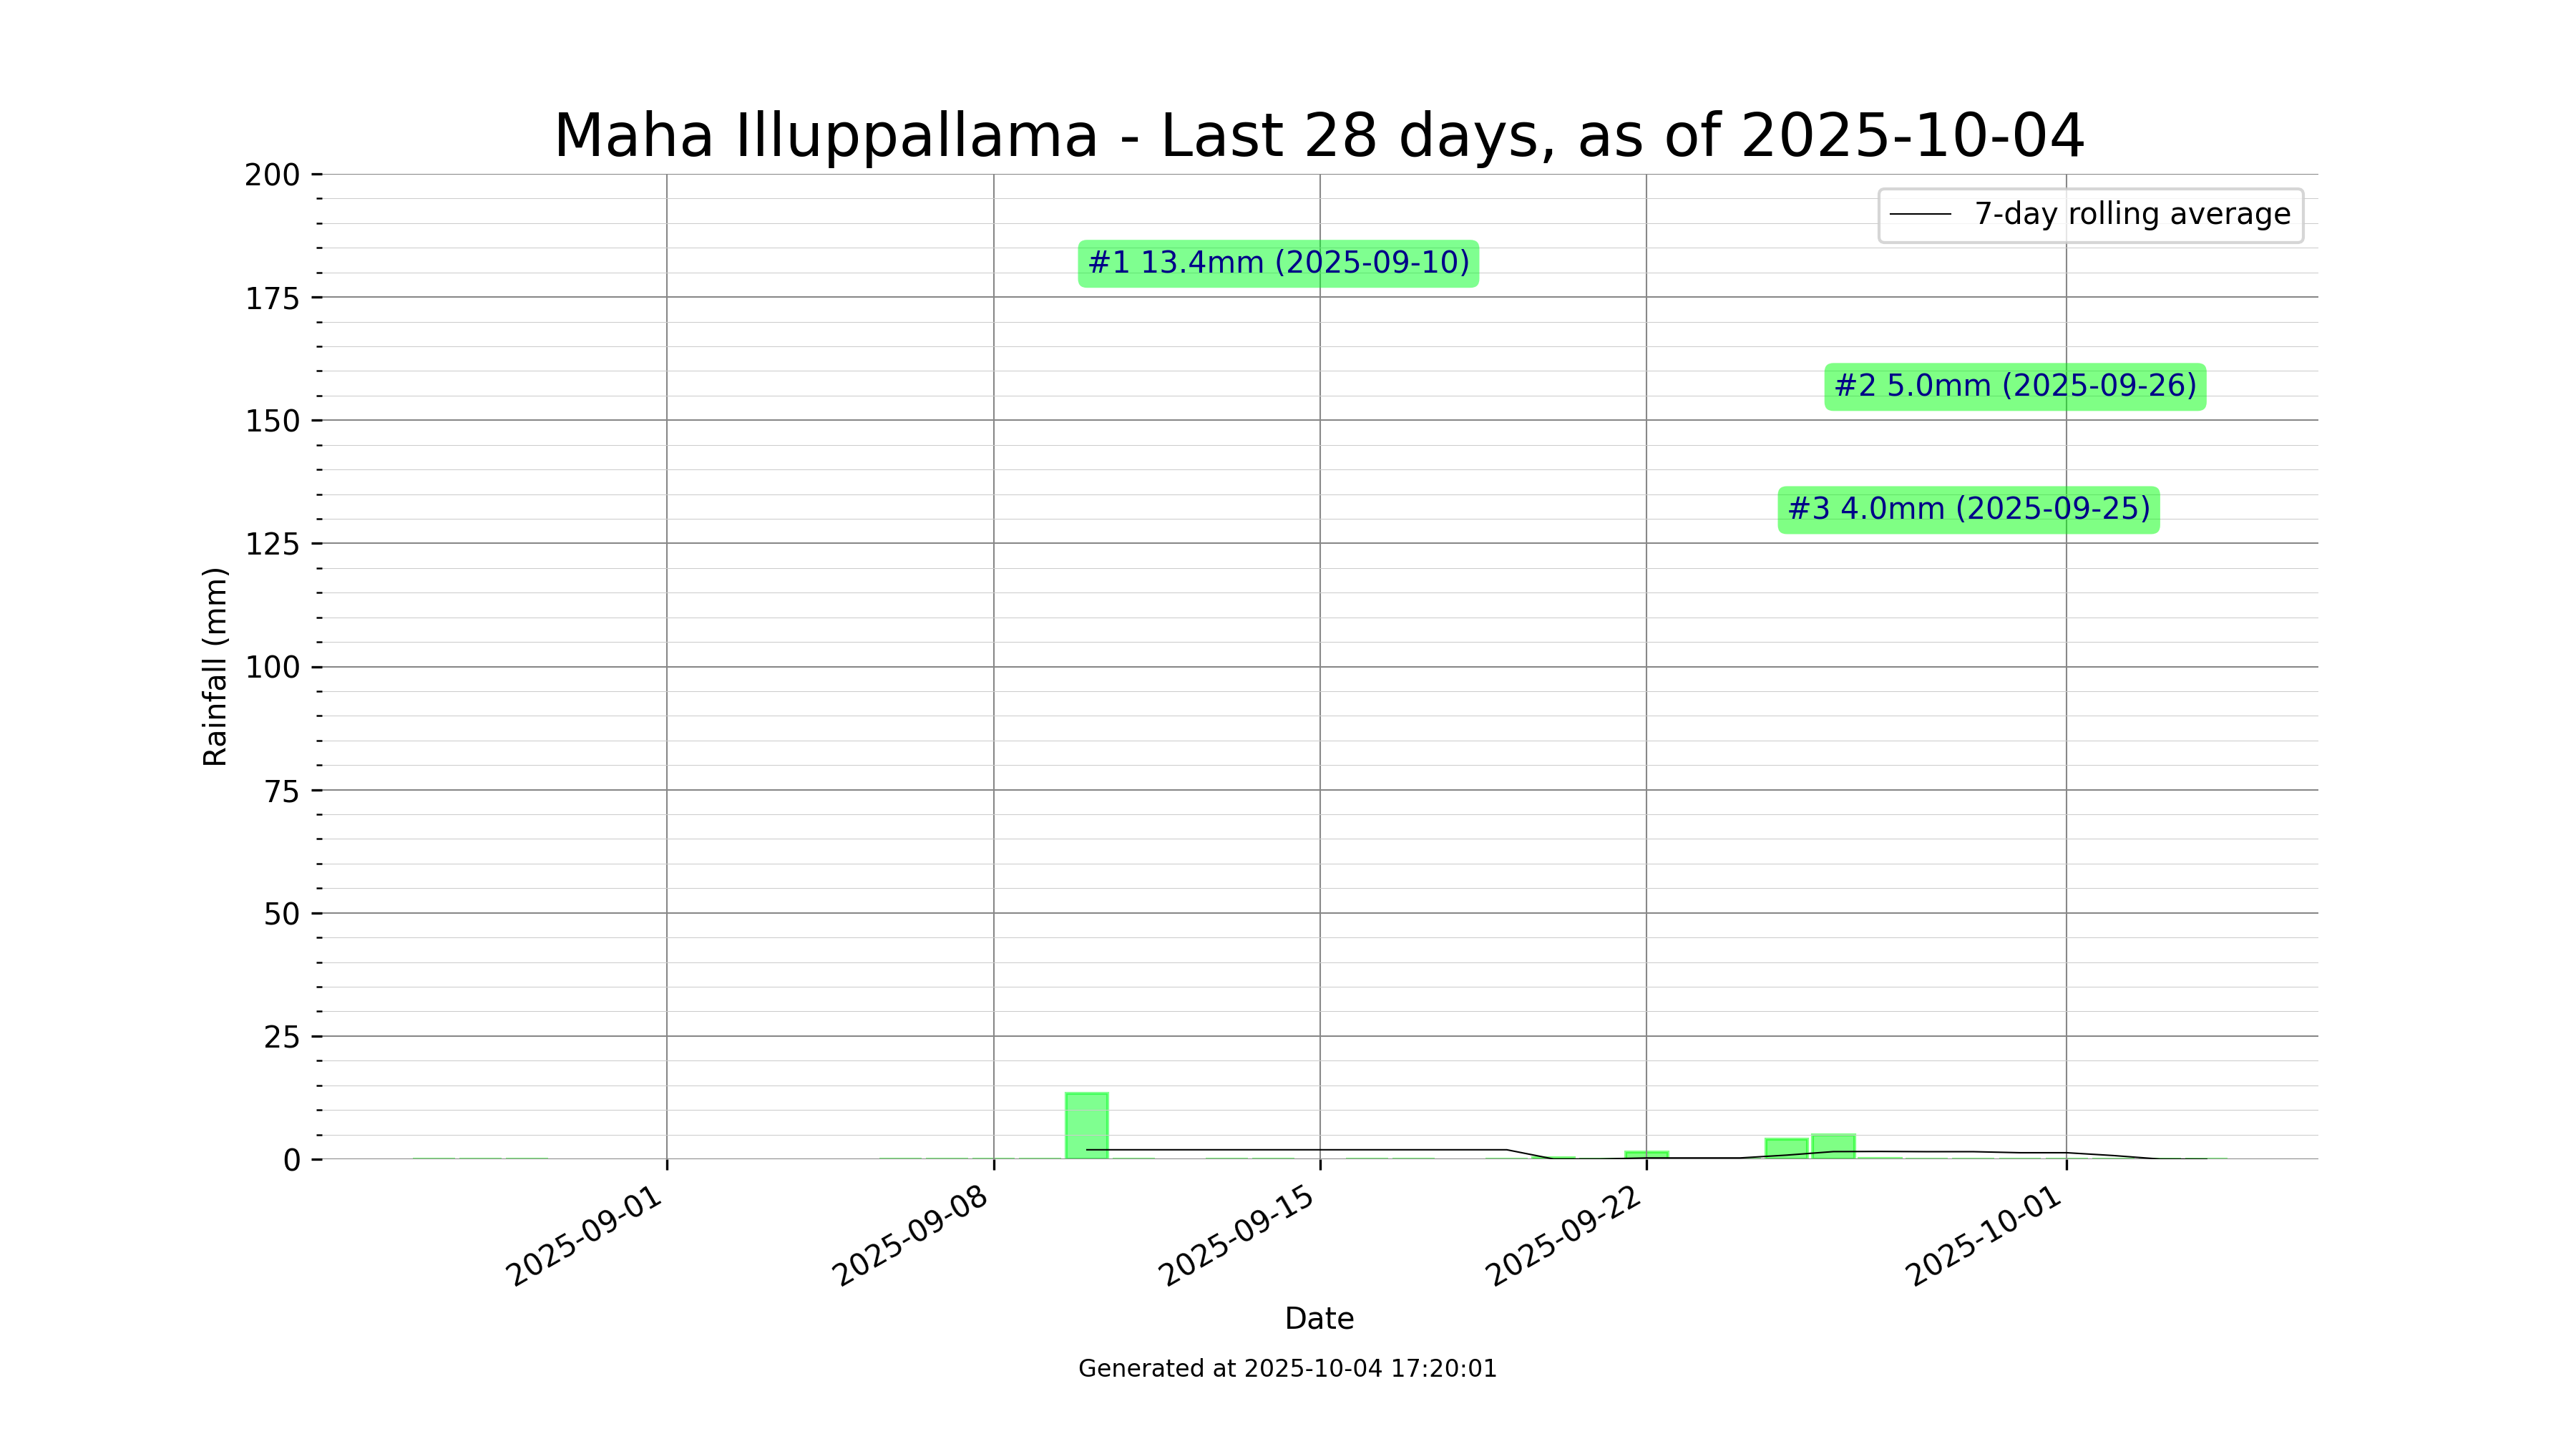 Maha Illuppallama - Last 28 days, as of 2025-10-04
7-day rolling average
#1 13.4mm (2025-09-10)
#2 5.0mm (2025-09-26)
#3 4.0mm (2025-09-25)
Rainfall (mm)
200
175
150
125
100
75
50
25
0
2025-09-01
2025-09-08
2025-09-15
2025-09-22
2025-10-01
Date
Generated at 2025-10-04 17:20:01